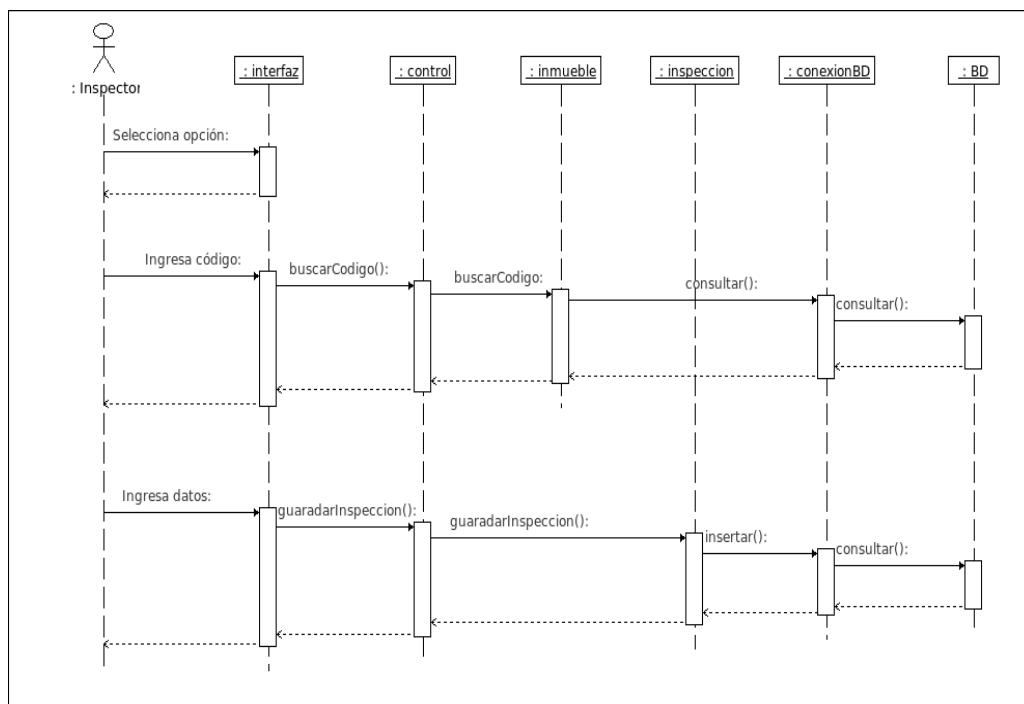 : Inspector
: interfaz
: control
: inmueble
: inspeccion
: conexionBD
: BD
Selecciona opción:
Ingresa código:
buscarCodigo():
buscarCodigo:
consultar():
consultar():
Ingresa datos:
guaradarInspeccion():
guaradarInspeccion():
insertar():
consultar():